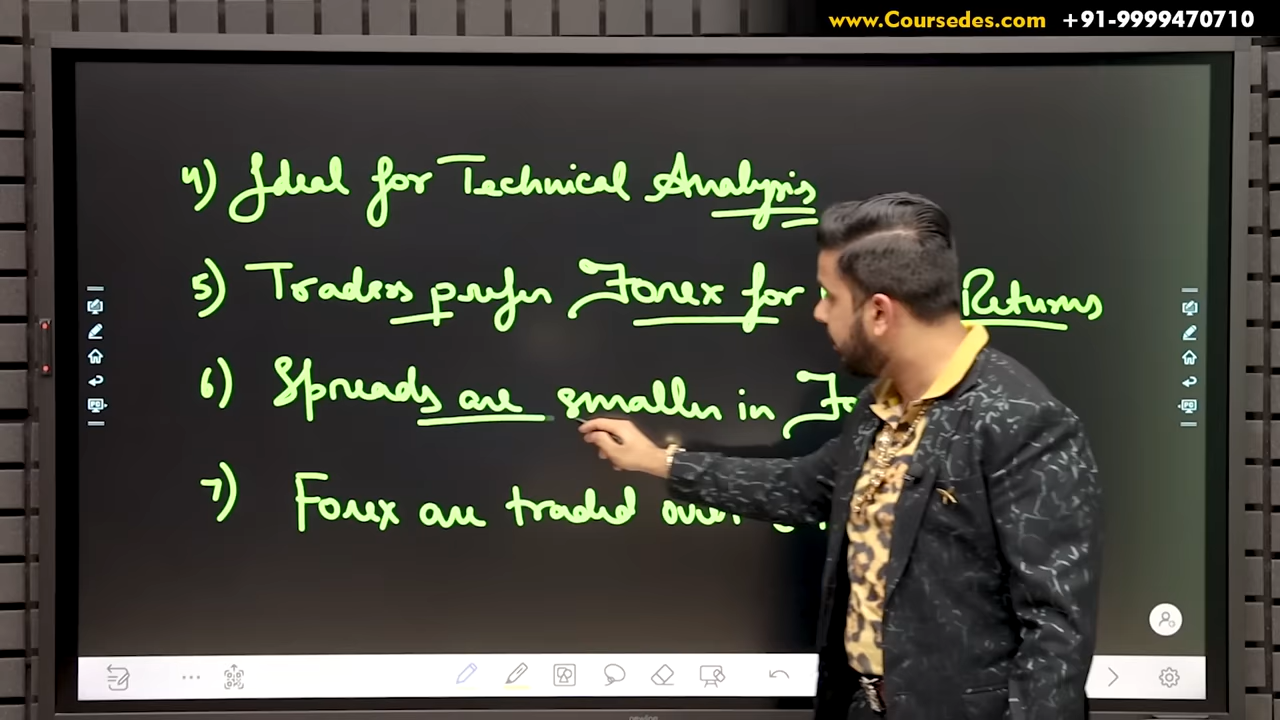 www.Coursedes.com +91-9999470710
4) Ideal for Technical Analysis
5) Traders prefer Forex for Returns
6) Spreads are smaller in
7) Forex are traded over
newline